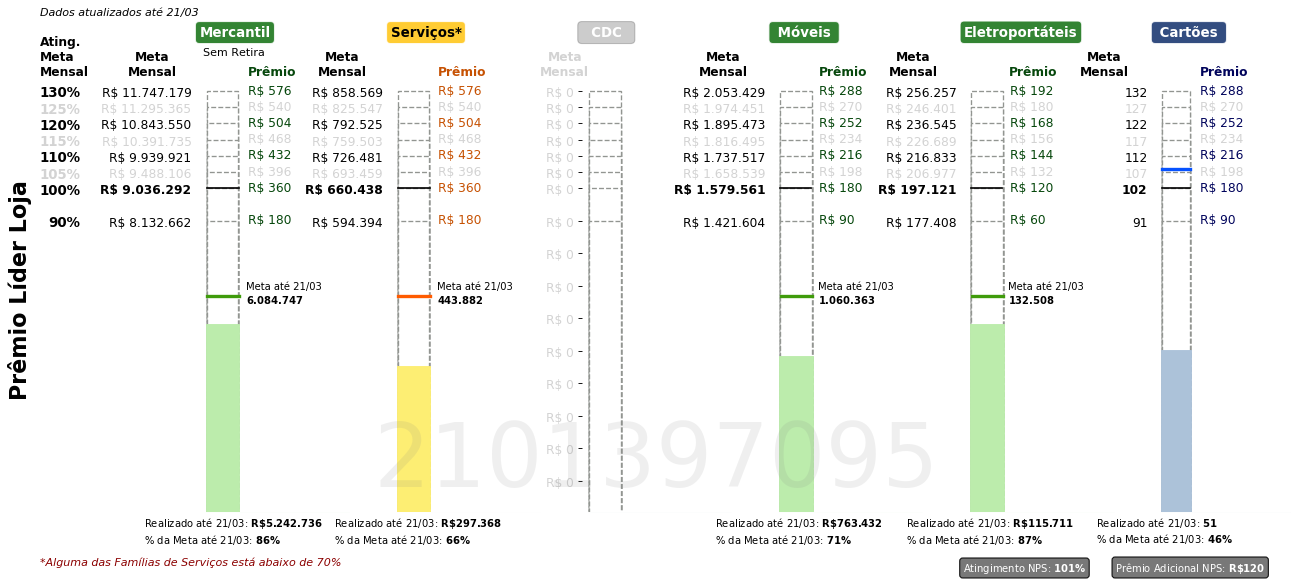 Dados atualizados até 21/03
Mercantil Serviços* CDC Móveis Eletroportáteis Cartões
Sem Retira
Ating. Meta Mensal
Meta Mensal Prêmio Meta Mensal Prêmio Meta Mensal Meta Mensal Prêmio Meta Mensal Prêmio Meta Mensal Prêmio
130% R$ 11.747.179 R$ 576 R$ 858.569 R$ 576 R$ 0 R$ 2.053.429 R$ 288 R$ 256.257 R$ 192 132 R$ 288
125% R$ 11.295.365 R$ 540 R$ 825.547 R$ 540 R$ 0 R$ 1.974.451 R$ 270 R$ 246.401 R$ 180 127 R$ 270
120% R$ 10.843.550 R$ 504 R$ 792.525 R$ 504 R$ 0 R$ 1.895.473 R$ 252 R$ 236.545 R$ 168 122 R$ 252
115% R$ 10.391.735 R$ 468 R$ 759.503 R$ 468 R$ 0 R$ 1.816.495 R$ 234 R$ 226.689 R$ 156 117 R$ 234
110% R$ 9.939.921 R$ 432 R$ 726.481 R$ 432 R$ 0 R$ 1.737.517 R$ 216 R$ 216.833 R$ 144 112 R$ 216
105% R$ 9.488.106 R$ 396 R$ 693.459 R$ 396 R$ 0 R$ 1.658.539 R$ 198 R$ 206.977 R$ 132 107 R$ 198
100% R$ 9.036.292 R$ 360 R$ 660.438 R$ 360 R$ 0 R$ 1.579.561 R$ 180 R$ 197.121 R$ 120 102 R$ 180
90% R$ 8.132.662 R$ 180 R$ 594.394 R$ 180 R$ 0 R$ 1.421.604 R$ 90 R$ 177.408 R$ 60 91 R$ 90
R$ 0
Meta até 21/03 Meta até 21/03 R$ 0 Meta até 21/03 Meta até 21/03
6.084.747 443.882 1.060.363 132.508
R$ 0
R$ 0
R$ 0
R$ 0
R$ 0
R$ 0
R$ 0
Prêmio Líder Loja
2101397095
Realizado até 21/03: R$5.242.736 Realizado até 21/03: R$297.368 Realizado até 21/03: R$763.432 Realizado até 21/03: R$115.711 Realizado até 21/03: 51
% da Meta até 21/03: 86% % da Meta até 21/03: 66% % da Meta até 21/03: 71% % da Meta até 21/03: 87% % da Meta até 21/03: 46%
*Alguma das Famílias de Serviços está abaixo de 70%
Atingimento NPS: 101% Prêmio Adicional NPS: R$120